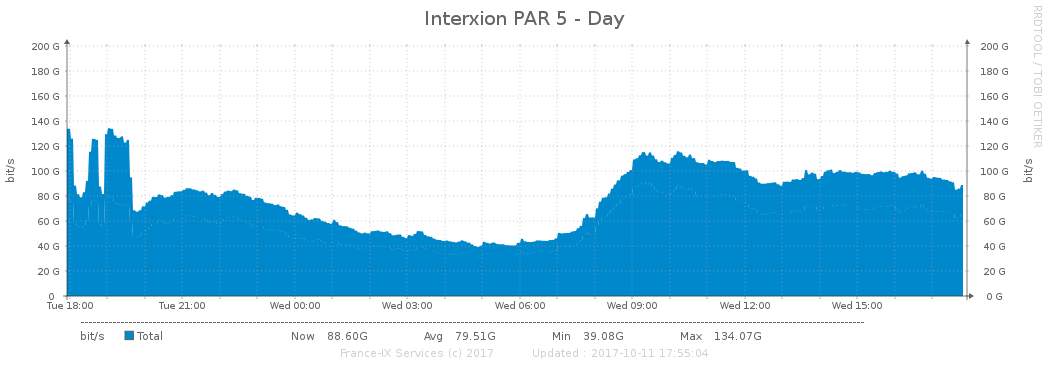 Interxion PAR 5 - Day
RRDTOOL / TOBI OETIKER
bit/s
bit/s
200 G 200 G
180 G 180 G
160 G 160 G
140 G 140 G
120 G 120 G
100 G 100 G
80 G 80 G
60 G 60 G
40 G 40 G
20 G 20 G
0 0 G
Tue 18:00 Tue 21:00 Wed 00:00 Wed 03:00 Wed 06:00 Wed 09:00 Wed 12:00 Wed 15:00
bit/s Total Now 88.60G Avg 79.51G Min 39.08G Max 134.07G
France-IX Services (c) 2017 Updated : 2017-10-11 17:55:04